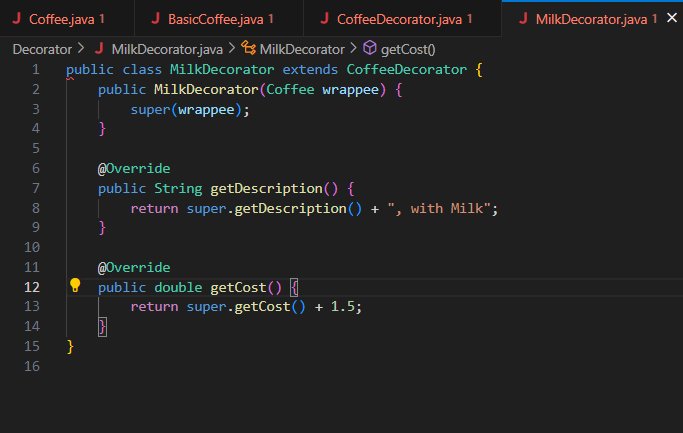 Coffee.java 1 BasicCoffee.java 1 CoffeeDecorator.java 1 MilkDecorator.java 1
Decorator > MilkDecorator.java > MilkDecorator > getCost()
1 public class MilkDecorator extends CoffeeDecorator {
2 public MilkDecorator(Coffee wrappee) {
3 super(wrappee);
4 }
5
6 @Override
7 public String getDescription() {
8 return super.getDescription() + ", with Milk";
9 }
10
11 @Override
12 public double getCost() {
13 return super.getCost() + 1.5;
14 }
15 }
16